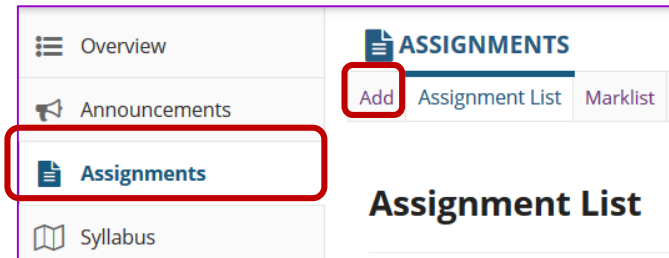 Overview
Announcements
Assignments
Syllabus
ASSIGNMENTS
Add Assignment List Marklist
Assignment List